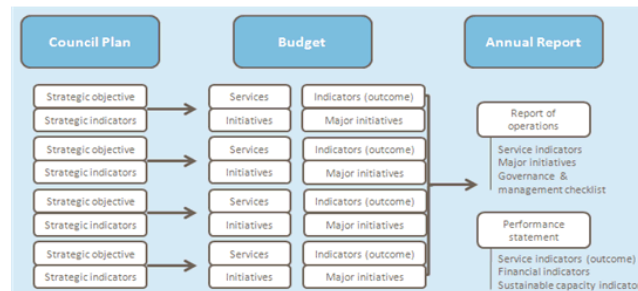 Council Plan
Budget
Annual Report
Strategic objective
Strategic indicators
Services
Initiatives
Indicators (outcome)
Major initiatives
Strategic objective
Strategic indicators
Services
Initiatives
Indicators (outcome)
Major initiatives
Strategic objective
Strategic indicators
Services
Initiatives
Indicators (outcome)
Major initiatives
Strategic objective
Strategic indicators
Services
Initiatives
Indicators (outcome)
Major initiatives
Report of
operations
Service indicators
Major initiatives
Governance &
management checklist
Performance
statement
Service indicators (outcome)
Financial indicators
Sustainable capacity indicato